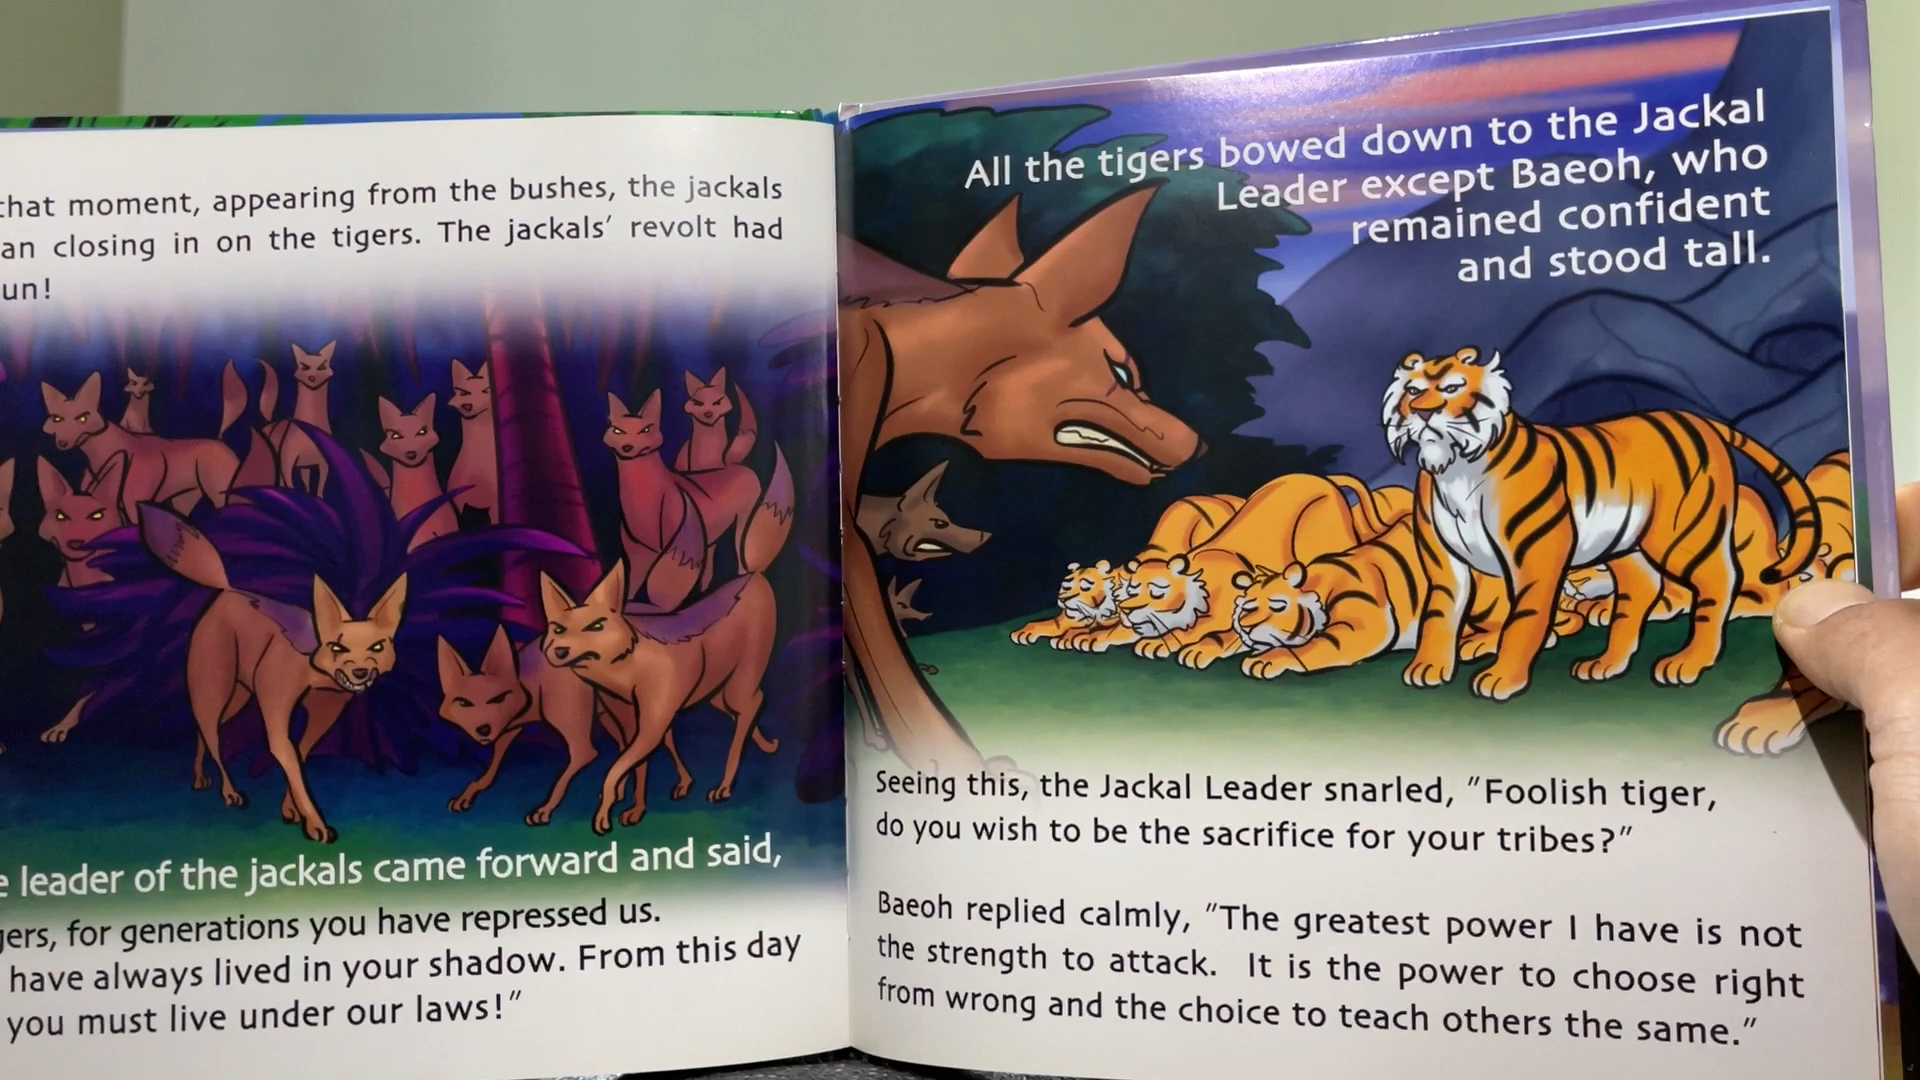 that moment, appearing from the bushes, the jackals
an closing in on the tigers. The jackals' revolt had
un!
leader of the jackals came forward and said,
gers, for generations you have repressed us.
have always lived in your shadow. From this day
you must live under our laws!"
All the tigers bowed down to the Jackal
Leader except Baeoh, who
remained confident
and stood tall.
Seeing this, the Jackal Leader snarled, "Foolish tiger,
do you wish to be the sacrifice for your tribes?"
Baeoh replied calmly, "The greatest power I have is not
the strength to attack. It is the power to choose right
from wrong and the choice to teach others the same."